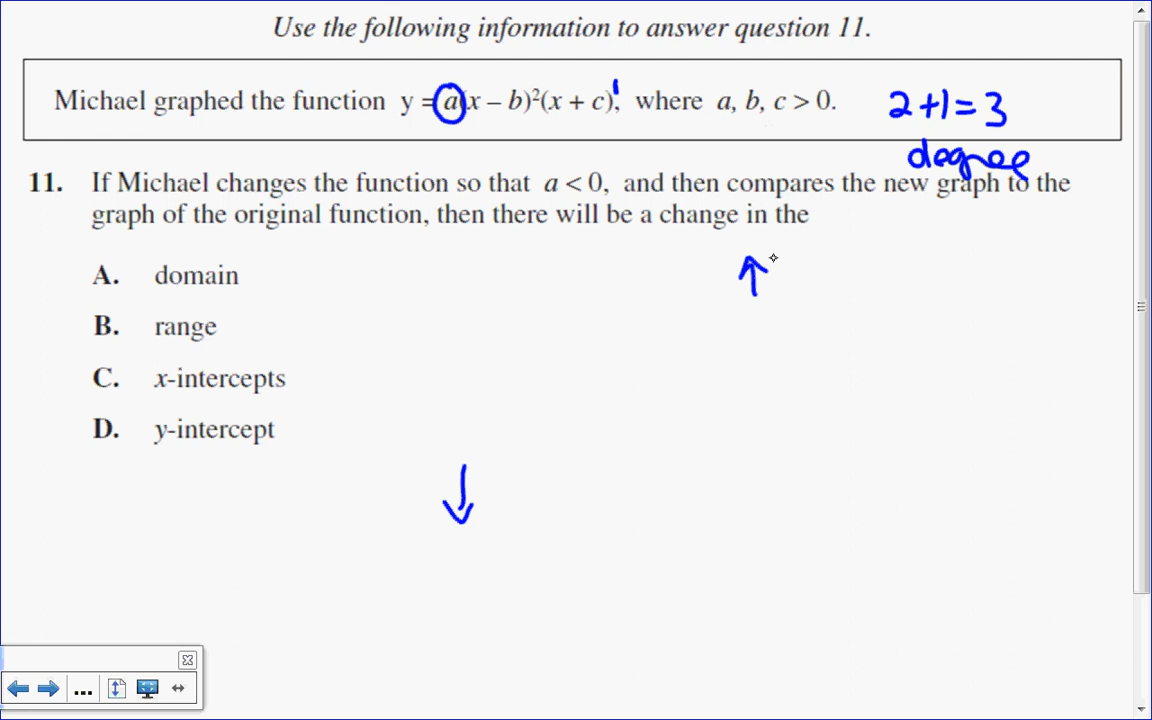 Use the following information to answer question 11.
Michael graphed the function y = a(x – b)²(x + c)¹, where a, b, c > 0.
2+1=3
degree
11. If Michael changes the function so that a < 0, and then compares the new graph to the
graph of the original function, then there will be a change in the
A. domain
B. range
C. x-intercepts
D. y-intercept
...